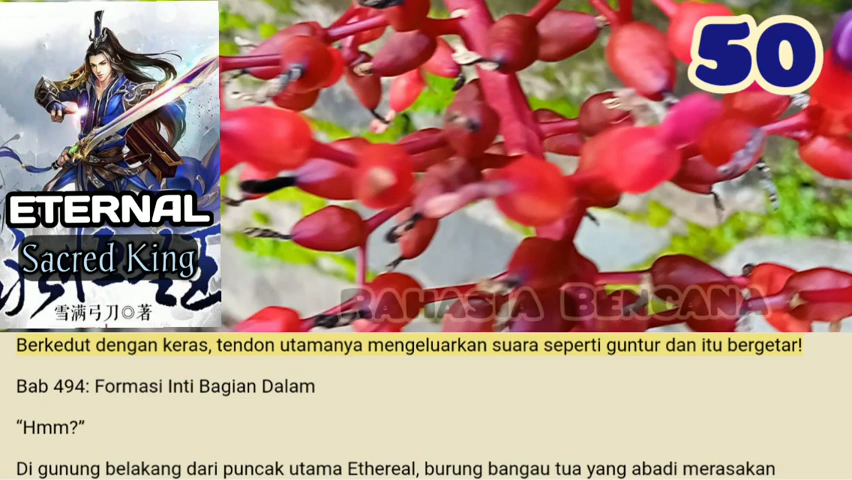 50
ETERNAL
Sacred King
雪满弓刀◎著
RAHASIA BENCANA
Berkedut dengan keras, tendon utamanya mengeluarkan suara seperti guntur dan itu bergetar!
Bab 494: Formasi Inti Bagian Dalam
“Hmm?”
Di gunung belakang dari puncak utama Ethereal, burung bangau tua yang abadi merasakan